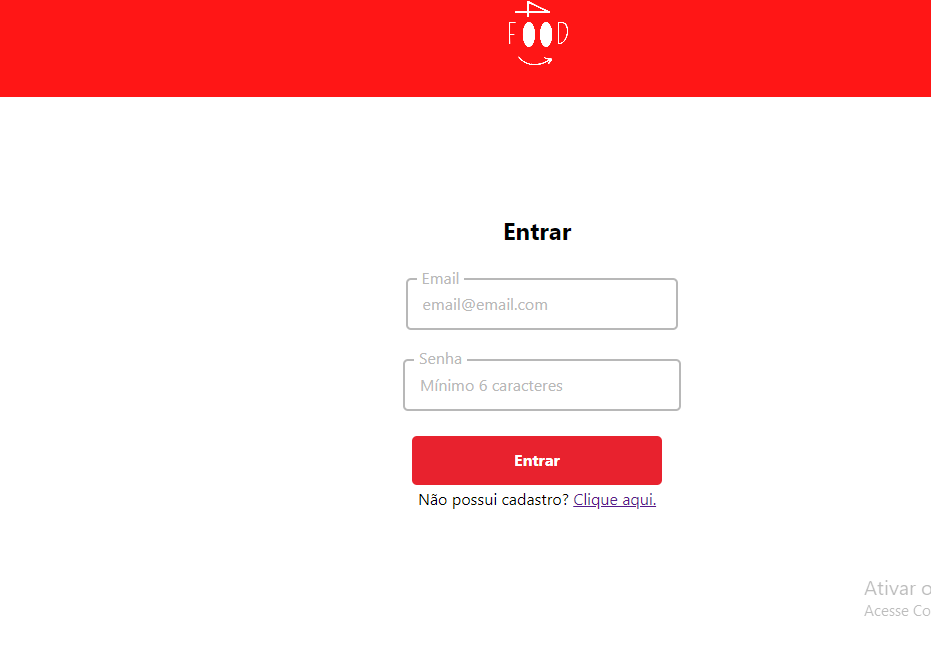 FOOD
Entrar
Email
email@email.com
Senha
Mínimo 6 caracteres
Entrar
Não possui cadastro? Clique aqui.
Ativar o
Acesse Co